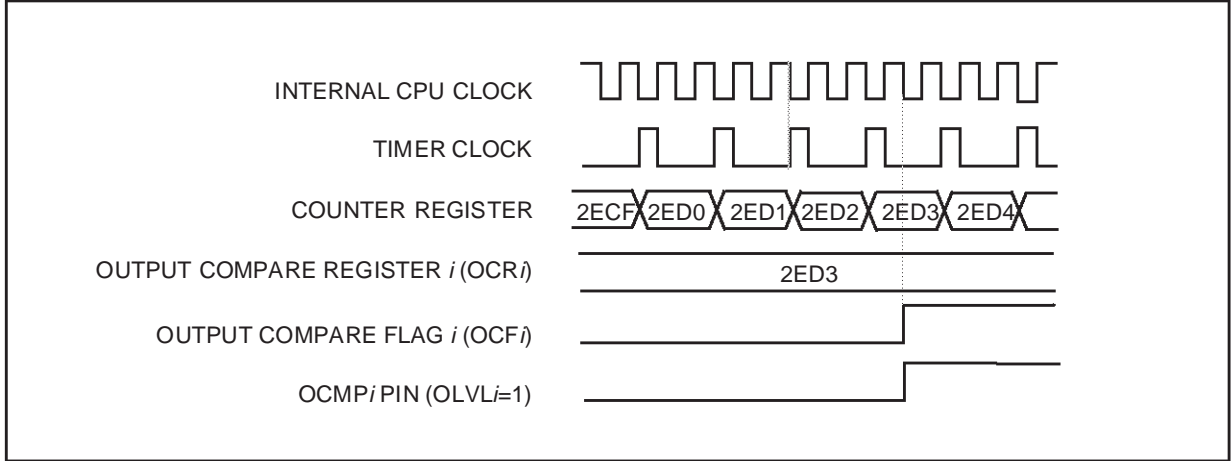 INTERNAL CPU CLOCK
TIMER CLOCK
COUNTER REGISTER 2ECF 2ED0 2ED1 2ED2 2ED3 2ED4
OUTPUT COMPARE REGISTER i (OCRi) 2ED3
OUTPUT COMPARE FLAG i (OCFi)
OCMPi PIN (OLVLi=1)